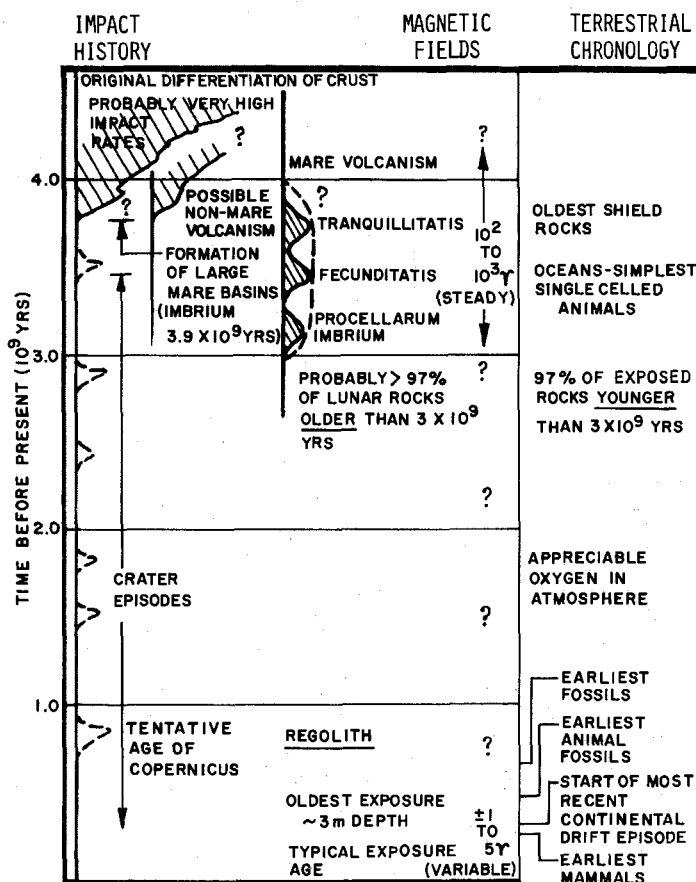 IMPACT
HISTORY
MAGNETIC
FIELDS
TERRESTRIAL
CHRONOLOGY
TIME BEFORE PRESENT (10⁹ YRS)
4.0
3.0
2.0
1.0
ORIGINAL DIFFERENTIATION OF CRUST
PROBABLY VERY HIGH
IMPACT
RATES
?
?
POSSIBLE
NON-MARE
VOLCANISM
FORMATION
OF LARGE
MARE BASINS
(IMBRIUM
3.9 X 10⁹ YRS)
CRATER
EPISODES
TENTATIVE
AGE OF
COPERNICUS
MARE VOLCANISM
?
TRANQUILLITATIS
FECUNDITATIS
PROCELLARUM
IMBRIUM
PROBABLY > 97%
OF LUNAR ROCKS
OLDER THAN 3 X 10⁹
YRS
REGOLITH
OLDEST EXPOSURE
~3m DEPTH
TYPICAL EXPOSURE
AGE
?
10²
TO
10³γ
(STEADY)
?
?
?
?
±1
TO
5γ
(VARIABLE)
OLDEST SHIELD
ROCKS
OCEANS-SIMPLEST
SINGLE CELLED
ANIMALS
97% OF EXPOSED
ROCKS YOUNGER
THAN 3X10⁹ YRS
APPRECIABLE
OXYGEN IN
ATMOSPHERE
EARLIEST
FOSSILS
EARLIEST
ANIMAL
FOSSILS
START OF MOST
RECENT
CONTINENTAL
DRIFT EPISODE
EARLIEST
MAMMALS